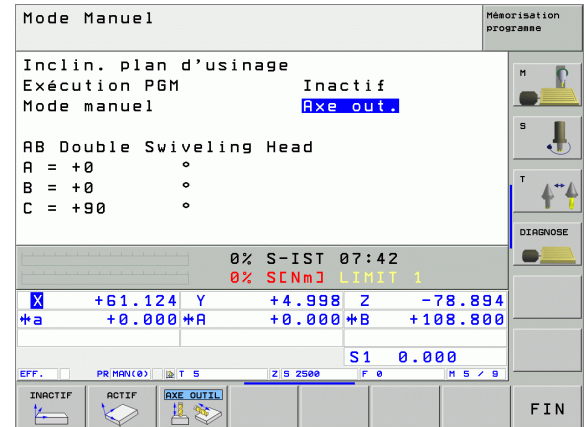 Mode Manuel
Mémorisation
programme
Inclin. plan d'usinage
Exécution PGM Inactif
Mode manuel Axe out.
AB Double Swiveling Head
A = +0 °
B = +0 °
C = +90 °
M
S
T
DIAGNOSE
0% S-IST 07:42
0% S[Nm] LIMIT 1
X +61.124 Y +4.998 Z -78.894
a +0.000 A +0.000 B +108.800
S1 0.000
EFF. PR MAN(0) T 5 Z S 2500 F 0 M 5 / 9
INACTIF ACTIF AXE OUTIL FIN